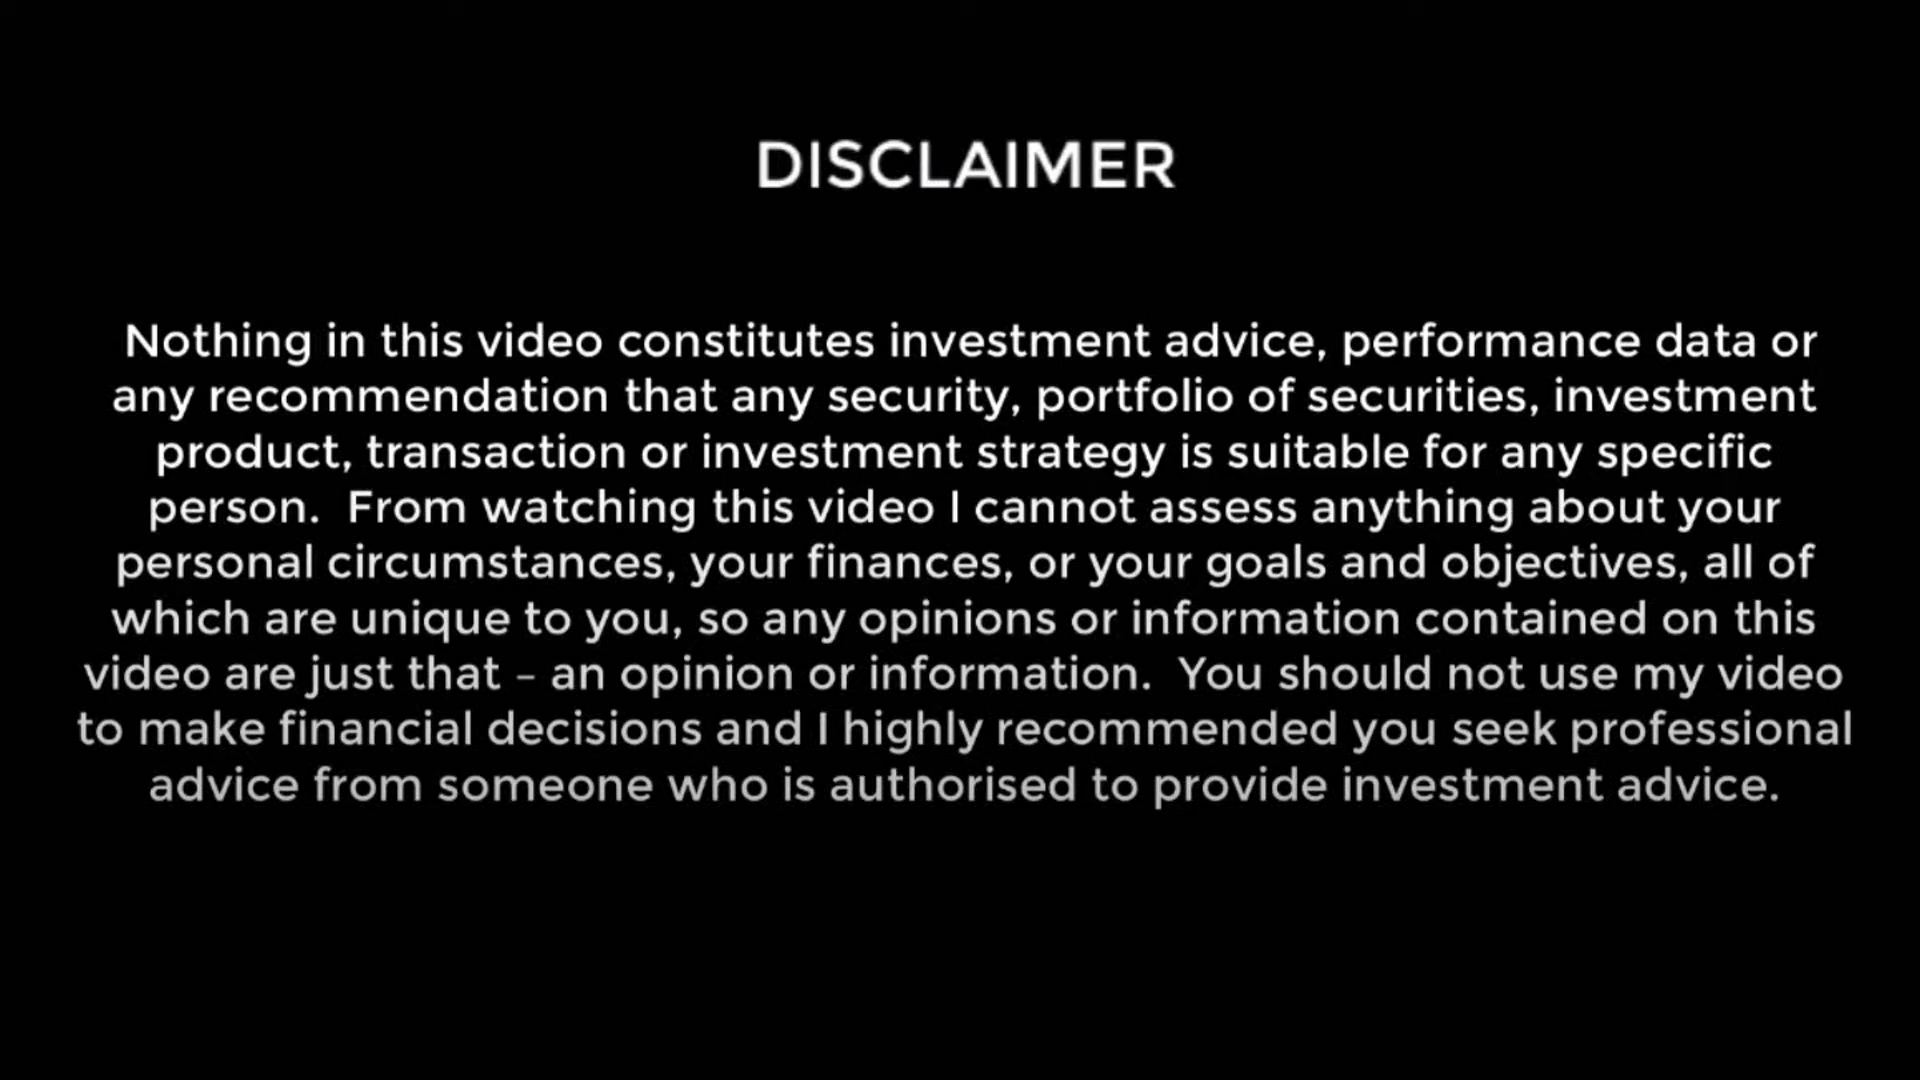 DISCLAIMER
Nothing in this video constitutes investment advice, performance data or
any recommendation that any security, portfolio of securities, investment
product, transaction or investment strategy is suitable for any specific
person.  From watching this video I cannot assess anything about your
personal circumstances, your finances, or your goals and objectives, all of
which are unique to you, so any opinions or information contained on this
video are just that – an opinion or information.  You should not use my video
to make financial decisions and I highly recommended you seek professional
advice from someone who is authorised to provide investment advice.